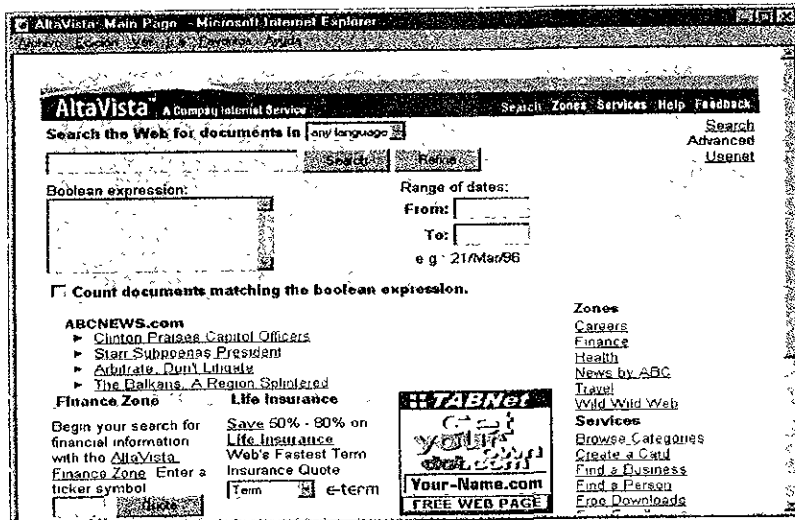 AltaVista: Main Page - Microsoft Internet Explorer
AltaVista™ A Compaq Internet Service
Search Zones Services Help Feedback
Search the Web for documents in any language
Search
Advanced
Usenet
Search Refine
Boolean expression:
Range of dates:
From:
To:
e g : 21/Mar/96
Count documents matching the boolean expression.
ABCNEWS.com
Clinton Praises Capitol Officers
Starr Subpoenas President
Arbitrate, Don't Litigate
The Balkans, A Region Splintered
Finance Zone
Begin your search for
financial information
with the AltaVista
Finance Zone Enter a
ticker symbol
Quote
Life Insurance
Save 50% - 80% on
Life Insurance
Web's Fastest Term
Insurance Quote
Term e-term
TABNet
Get
your own
dot.com
Your-Name.com
FREE WEB PAGE
Zones
Careers
Finance
Health
News by ABC
Travel
Wild Wild Web
Services
Browse Categories
Create a Card
Find a Business
Find a Person
Free Downloads